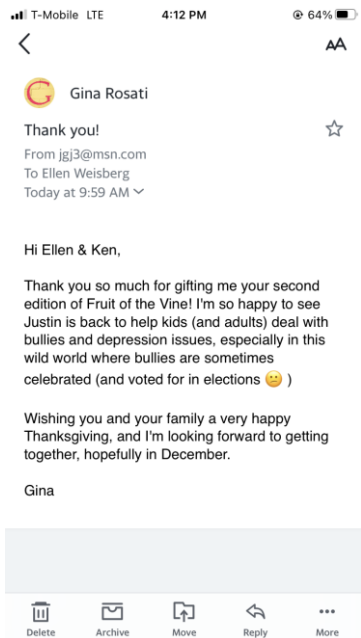 T-Mobile LTE 4:12 PM 64%
AA
G Gina Rosati
Thank you!
From jgj3@msn.com
To Ellen Weisberg
Today at 9:59 AM
Hi Ellen & Ken,
Thank you so much for gifting me your second
edition of Fruit of the Vine! I'm so happy to see
Justin is back to help kids (and adults) deal with
bullies and depression issues, especially in this
wild world where bullies are sometimes
celebrated (and voted for in elections 😕 )
Wishing you and your family a very happy
Thanksgiving, and I'm looking forward to getting
together, hopefully in December.
Gina
Delete Archive Move Reply More